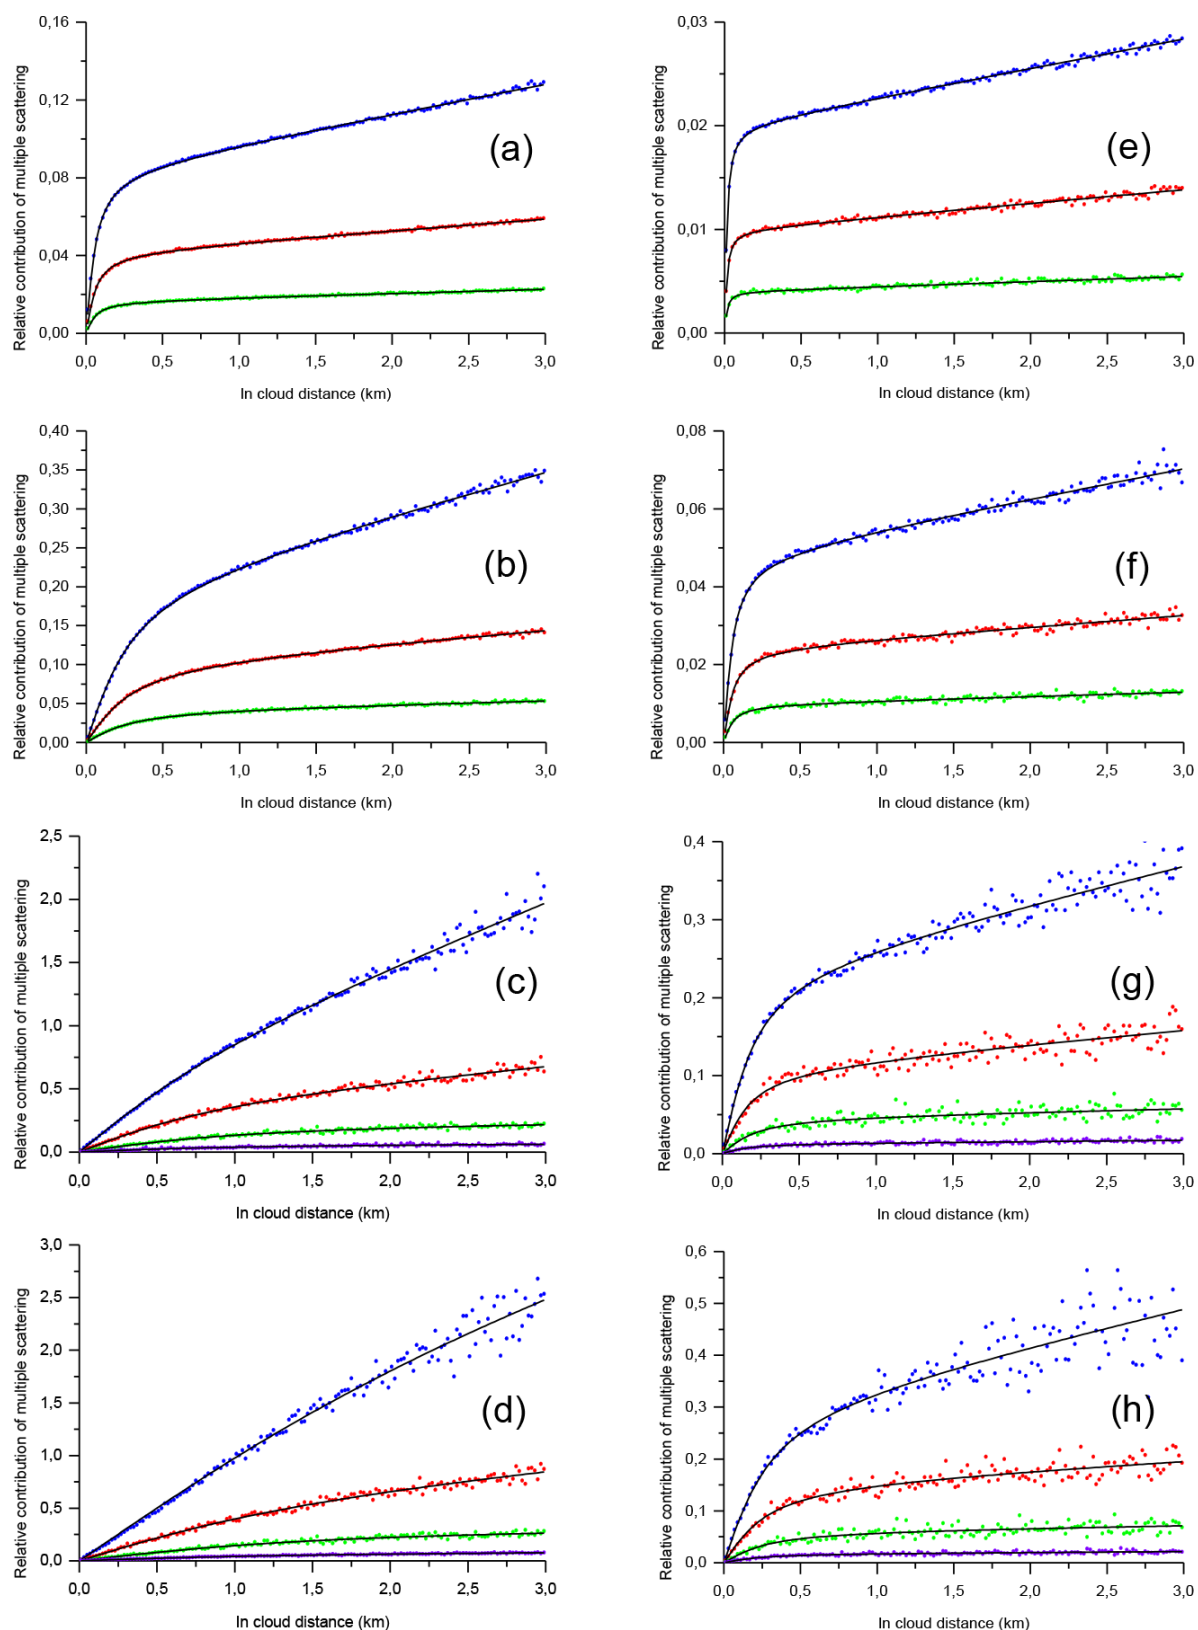 Relative contribution of multiple scattering
0,16
0,12
0,08
0,04
0,00
(a)
0,0 0,5 1,0 1,5 2,0 2,5 3,0
In cloud distance (km)
Relative contribution of multiple scattering
0,03
0,02
0,01
0,00
(e)
0,0 0,5 1,0 1,5 2,0 2,5 3,0
In cloud distance (km)
Relative contribution of multiple scattering
0,40
0,35
0,30
0,25
0,20
0,15
0,10
0,05
0,00
(b)
0,0 0,5 1,0 1,5 2,0 2,5 3,0
In cloud distance (km)
Relative contribution of multiple scattering
0,08
0,06
0,04
0,02
0,00
(f)
0,0 0,5 1,0 1,5 2,0 2,5 3,0
In cloud distance (km)
Relative contribution of multiple scattering
2,5
2,0
1,5
1,0
0,5
0,0
(c)
0,0 0,5 1,0 1,5 2,0 2,5 3,0
In cloud distance (km)
Relative contribution of multiple scattering
0,4
0,3
0,2
0,1
0,0
(g)
0,0 0,5 1,0 1,5 2,0 2,5 3,0
In cloud distance (km)
Relative contribution of multiple scattering
3,0
2,5
2,0
1,5
1,0
0,5
0,0
(d)
0,0 0,5 1,0 1,5 2,0 2,5 3,0
In cloud distance (km)
Relative contribution of multiple scattering
0,6
0,5
0,4
0,3
0,2
0,1
0,0
(h)
0,0 0,5 1,0 1,5 2,0 2,5 3,0
In cloud distance (km)